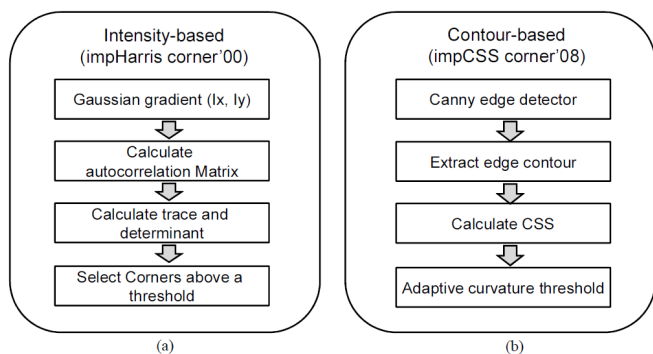 Intensity-based
(impHarris corner'00)
Gaussian gradient (Ix, Iy)
Calculate
autocorrelation Matrix
Calculate trace and
determinant
Select Corners above a
threshold
(a)
Contour-based
(impCSS corner'08)
Canny edge detector
Extract edge contour
Calculate CSS
Adaptive curvature threshold
(b)